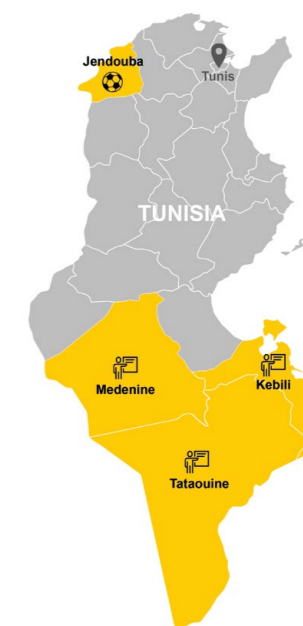 Jendouba
Tunis
TUNISIA
Medenine
Kebili
Tataouine